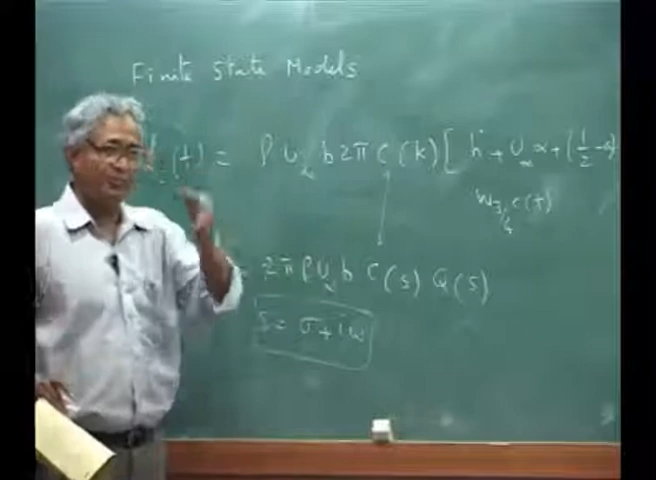 Finite State Models
(t) = ρ U∞ b 2π C(k) [ ḣ + U∞ α + (1/2 - a)
W3/4 c(t)
= 2π ρ U∞ b C(s) Q(s)
s = σ + iω